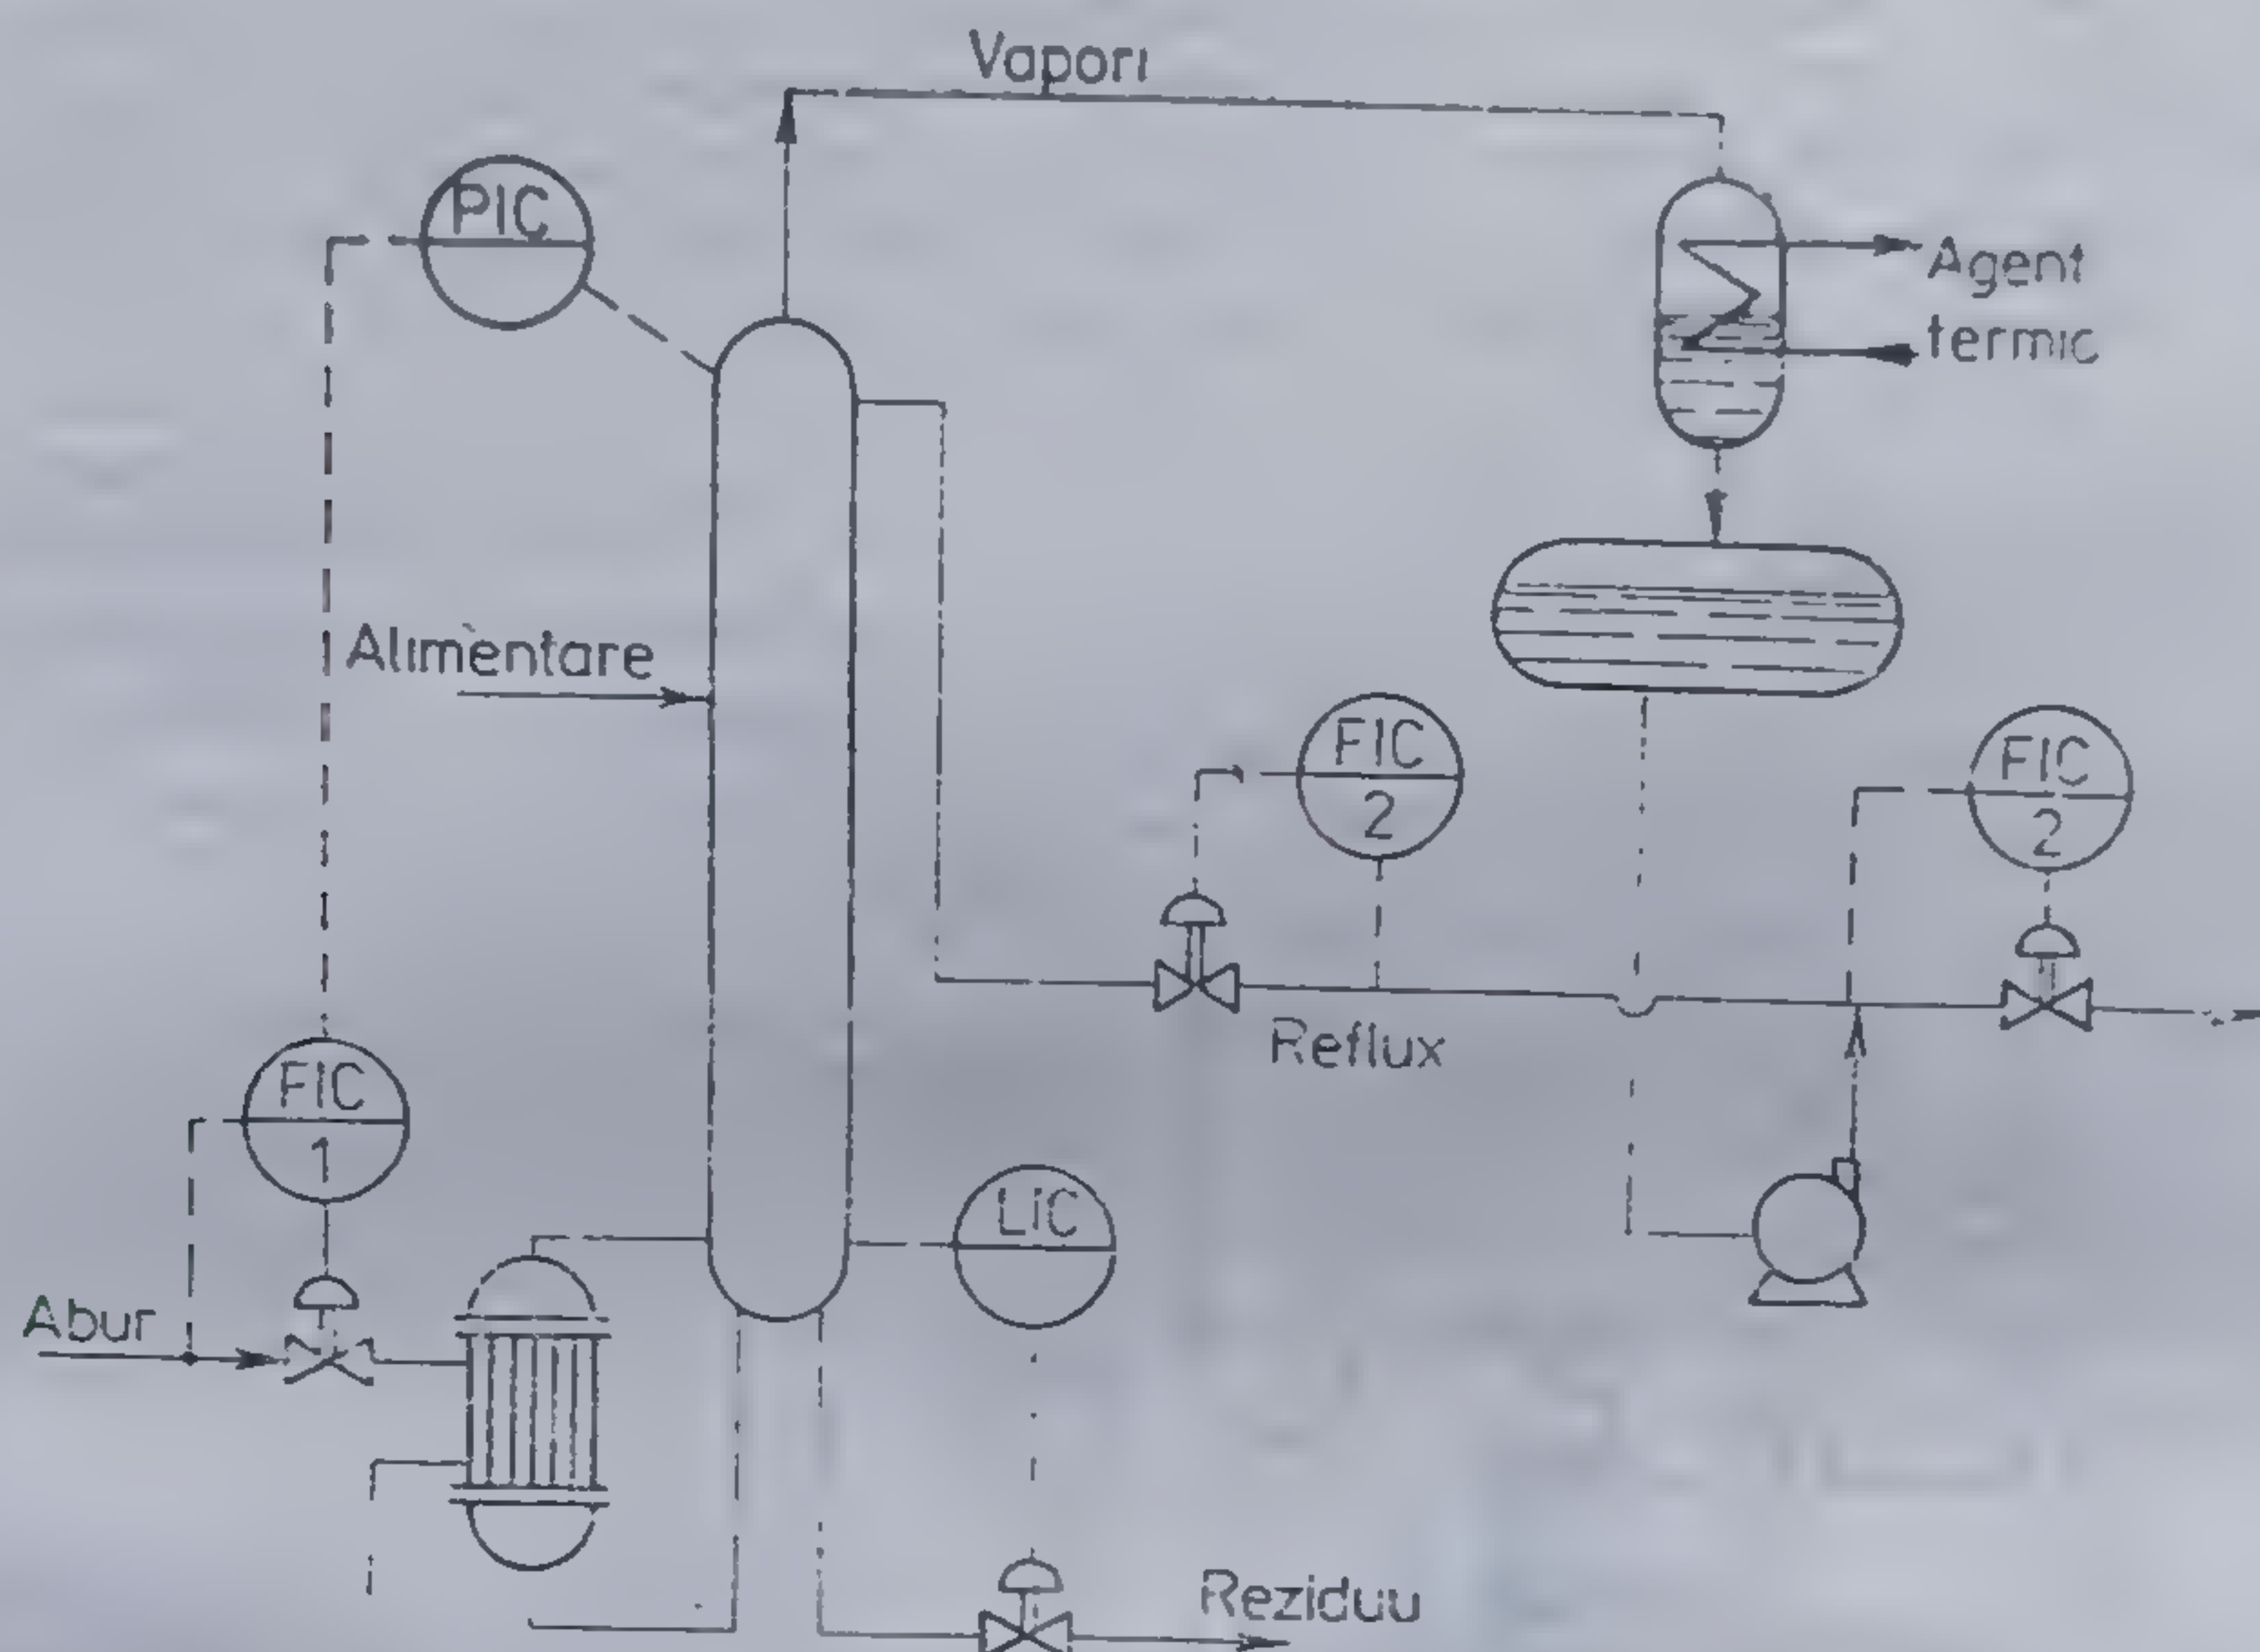 Vapori
PIC
Agent
termic
Alimentare
FIC
2
FIC
2
Reflux
FIC
1
LIC
Abur
Reziduu